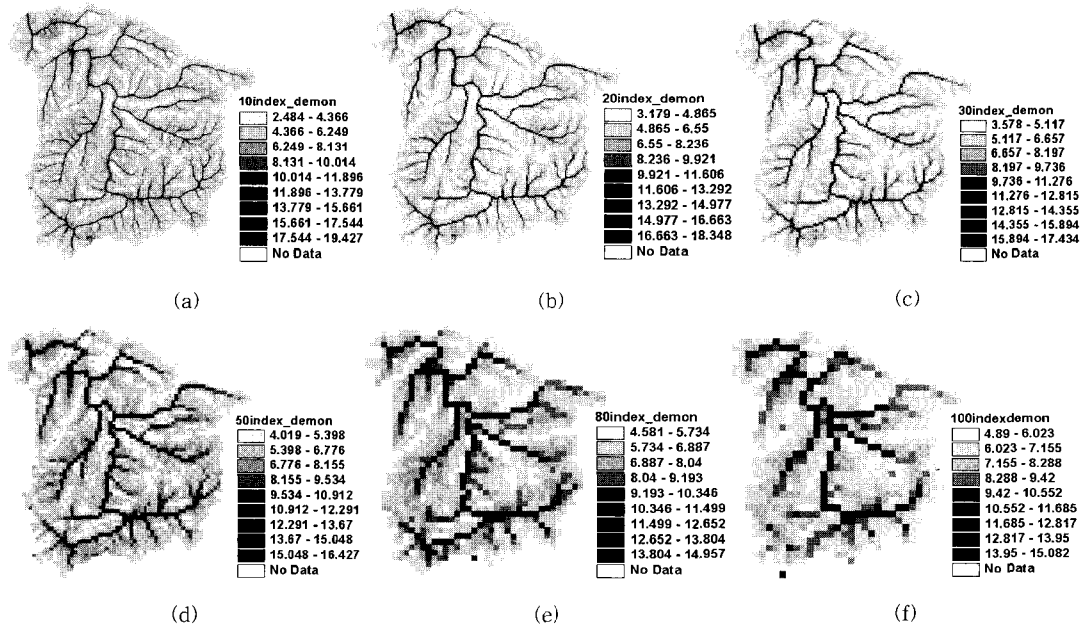 10index_demon
2.484 - 4.366
4.366 - 6.249
6.249 - 8.131
8.131 - 10.014
10.014 - 11.896
11.896 - 13.779
13.779 - 15.661
15.661 - 17.544
17.544 - 19.427
No Data
(a)
20index_demon
3.179 - 4.865
4.865 - 6.55
6.55 - 8.236
8.236 - 9.921
9.921 - 11.606
11.606 - 13.292
13.292 - 14.977
14.977 - 16.663
16.663 - 18.348
No Data
(b)
30index_demon
3.578 - 5.117
5.117 - 6.657
6.657 - 8.197
8.197 - 9.736
9.736 - 11.276
11.276 - 12.815
12.815 - 14.355
14.355 - 15.894
15.894 - 17.434
No Data
(c)
50index_demon
4.019 - 5.398
5.398 - 6.776
6.776 - 8.155
8.155 - 9.534
9.534 - 10.912
10.912 - 12.291
12.291 - 13.67
13.67 - 15.048
15.048 - 16.427
No Data
(d)
80index_demon
4.581 - 5.734
5.734 - 6.887
6.887 - 8.04
8.04 - 9.193
9.193 - 10.346
10.346 - 11.499
11.499 - 12.652
12.652 - 13.804
13.804 - 14.957
No Data
(e)
100indexdemon
4.89 - 6.023
6.023 - 7.155
7.155 - 8.288
8.288 - 9.42
9.42 - 10.552
10.552 - 11.685
11.685 - 12.817
12.817 - 13.95
13.95 - 15.082
No Data
(f)